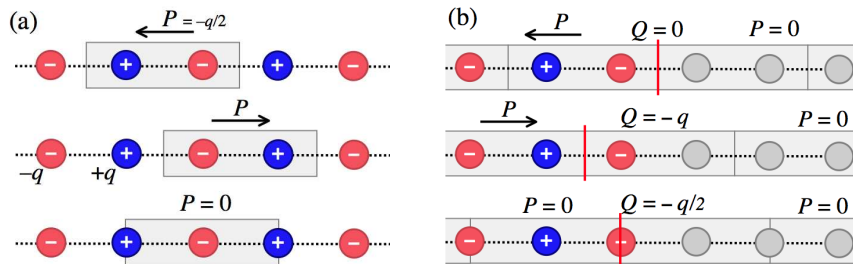 (a)
P = −q/2
− + − + −
P
− + − + −
−q +q
P = 0
− + − + −
(b)
P Q = 0 P = 0
− + −
P Q = −q P = 0
− + −
P = 0 Q = −q/2 P = 0
− + −